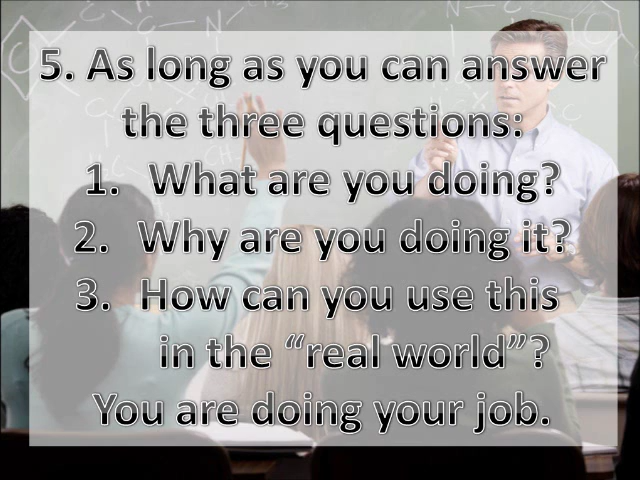 5. As long as you can answer
the three questions:
1. What are you doing?
2. Why are you doing it?
3. How can you use this
in the “real world”?
You are doing your job.